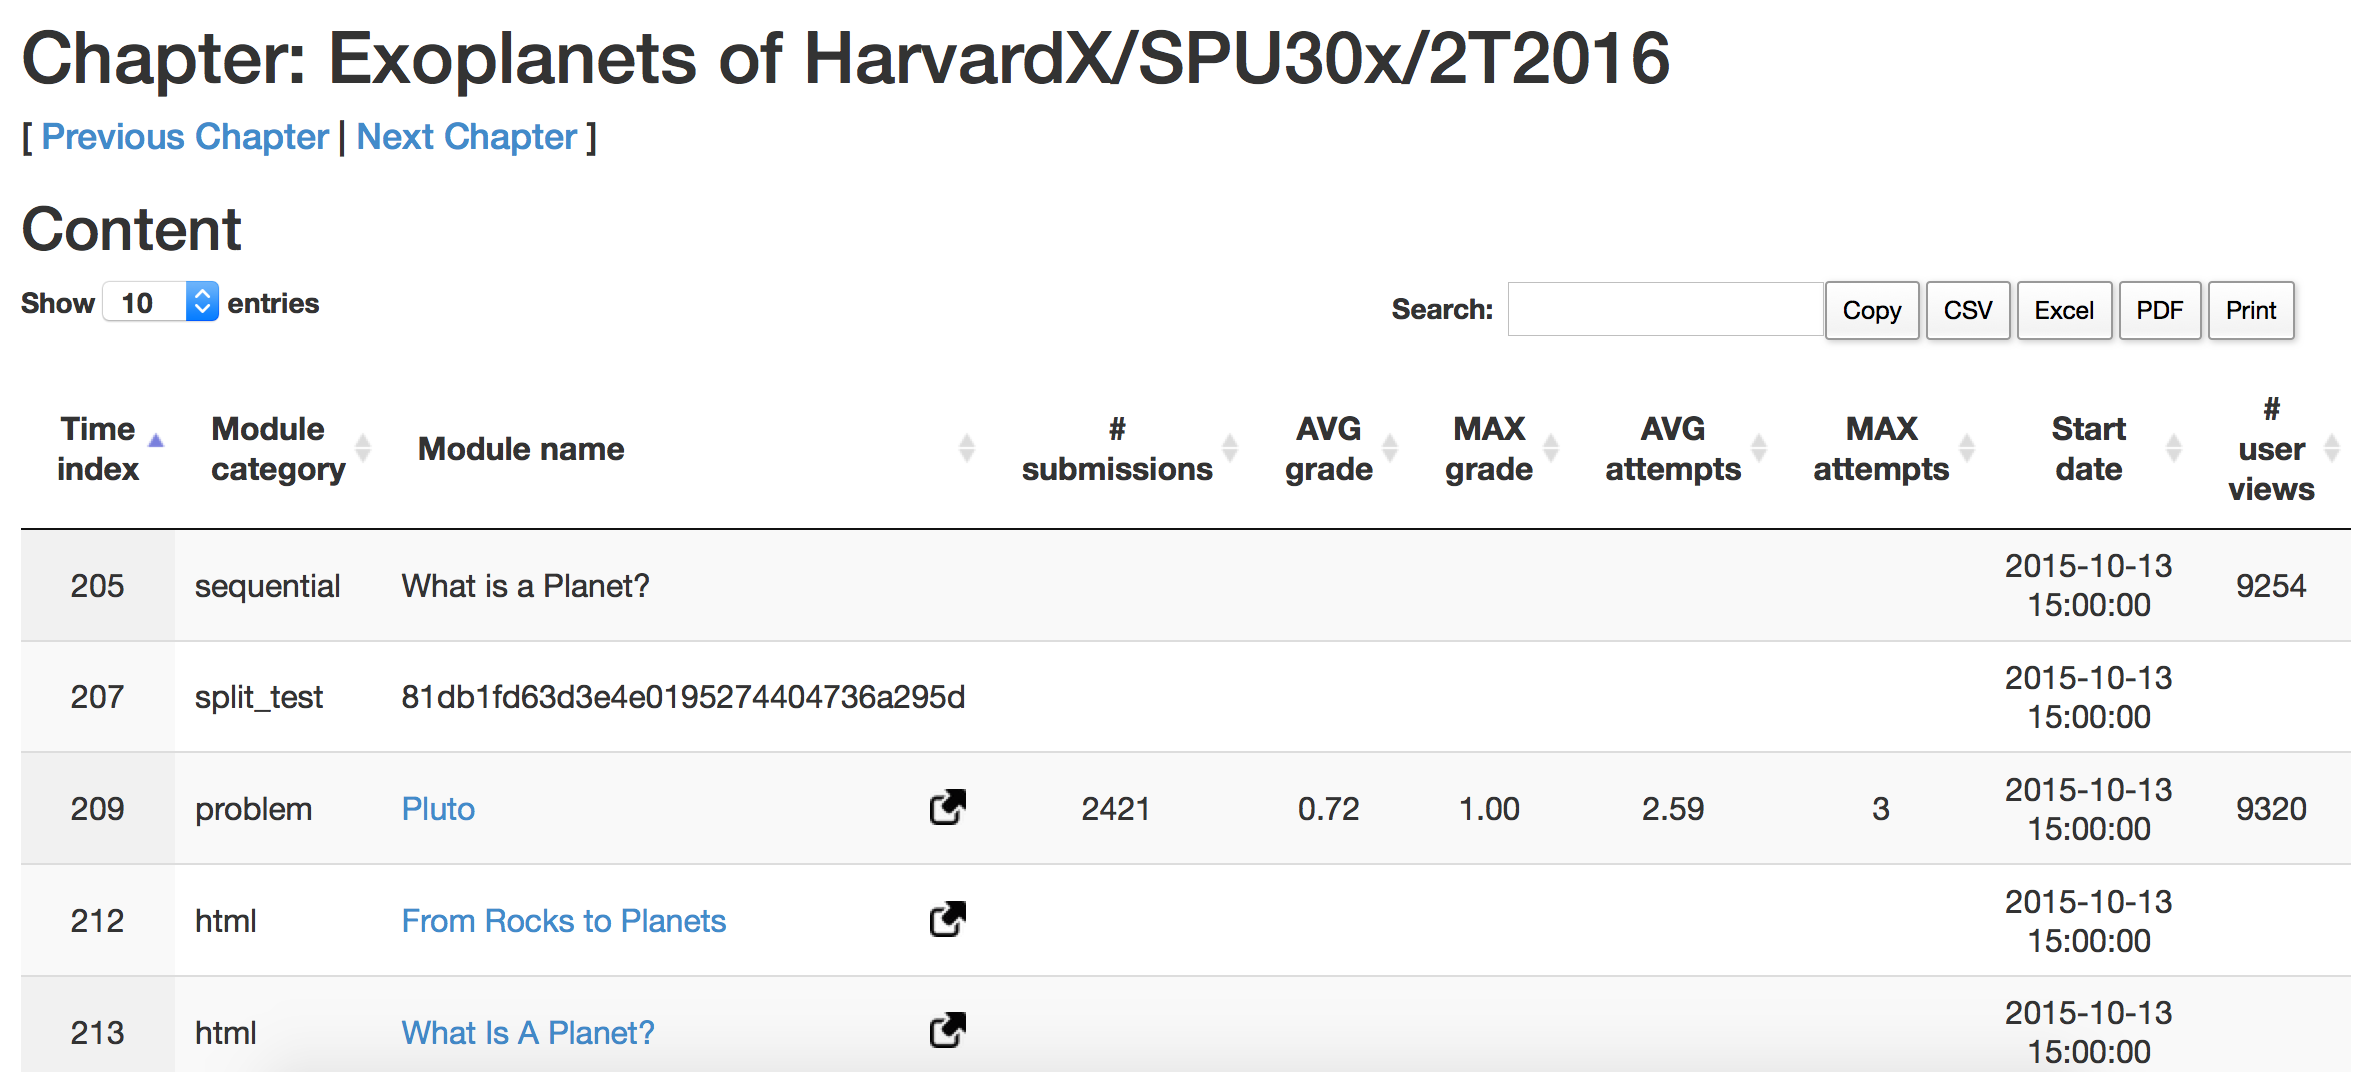 Chapter: Exoplanets of HarvardX/SPU30x/2T2016
[ Previous Chapter | Next Chapter ]
Content
Show 10 entries
Search: Copy CSV Excel PDF Print
Time index Module category Module name # submissions AVG grade MAX grade AVG attempts MAX attempts Start date # user views
205 sequential What is a Planet? 2015-10-13 15:00:00 9254
207 split_test 81db1fd63d3e4e0195274404736a295d 2015-10-13 15:00:00
209 problem Pluto 2421 0.72 1.00 2.59 3 2015-10-13 15:00:00 9320
212 html From Rocks to Planets 2015-10-13 15:00:00
213 html What Is A Planet? 2015-10-13 15:00:00